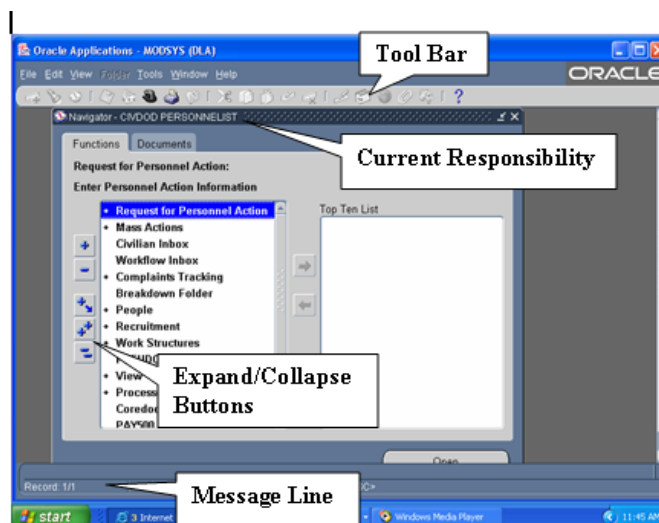 Oracle Applications - MODSYS (DLA)
Tool Bar
File Edit View Folder Tools Window Help
ORACLE
Navigator - CIVDOD PERSONNELIST
Functions Documents
Current Responsibility
Request for Personnel Action:
Enter Personnel Action Information
Request for Personnel Action
Top Ten List
Mass Actions
Civilian Inbox
Workflow Inbox
Complaints Tracking
Breakdown Folder
People
Recruitment
Work Structures
View
Expand/Collapse
Buttons
Process
PAY500
Open
Record: 1/1
Message Line
start
3 Internet
Windows Media Player
11:45 AM